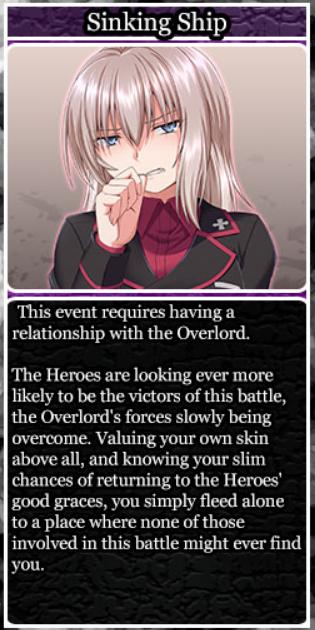 Sinking Ship
This event requires having a
relationship with the Overlord.
The Heroes are looking ever more
likely to be the victors of this battle,
the Overlord's forces slowly being
overcome. Valuing your own skin
above all, and knowing your slim
chances of returning to the Heroes'
good graces, you simply fleed alone
to a place where none of those
involved in this battle might ever find
you.